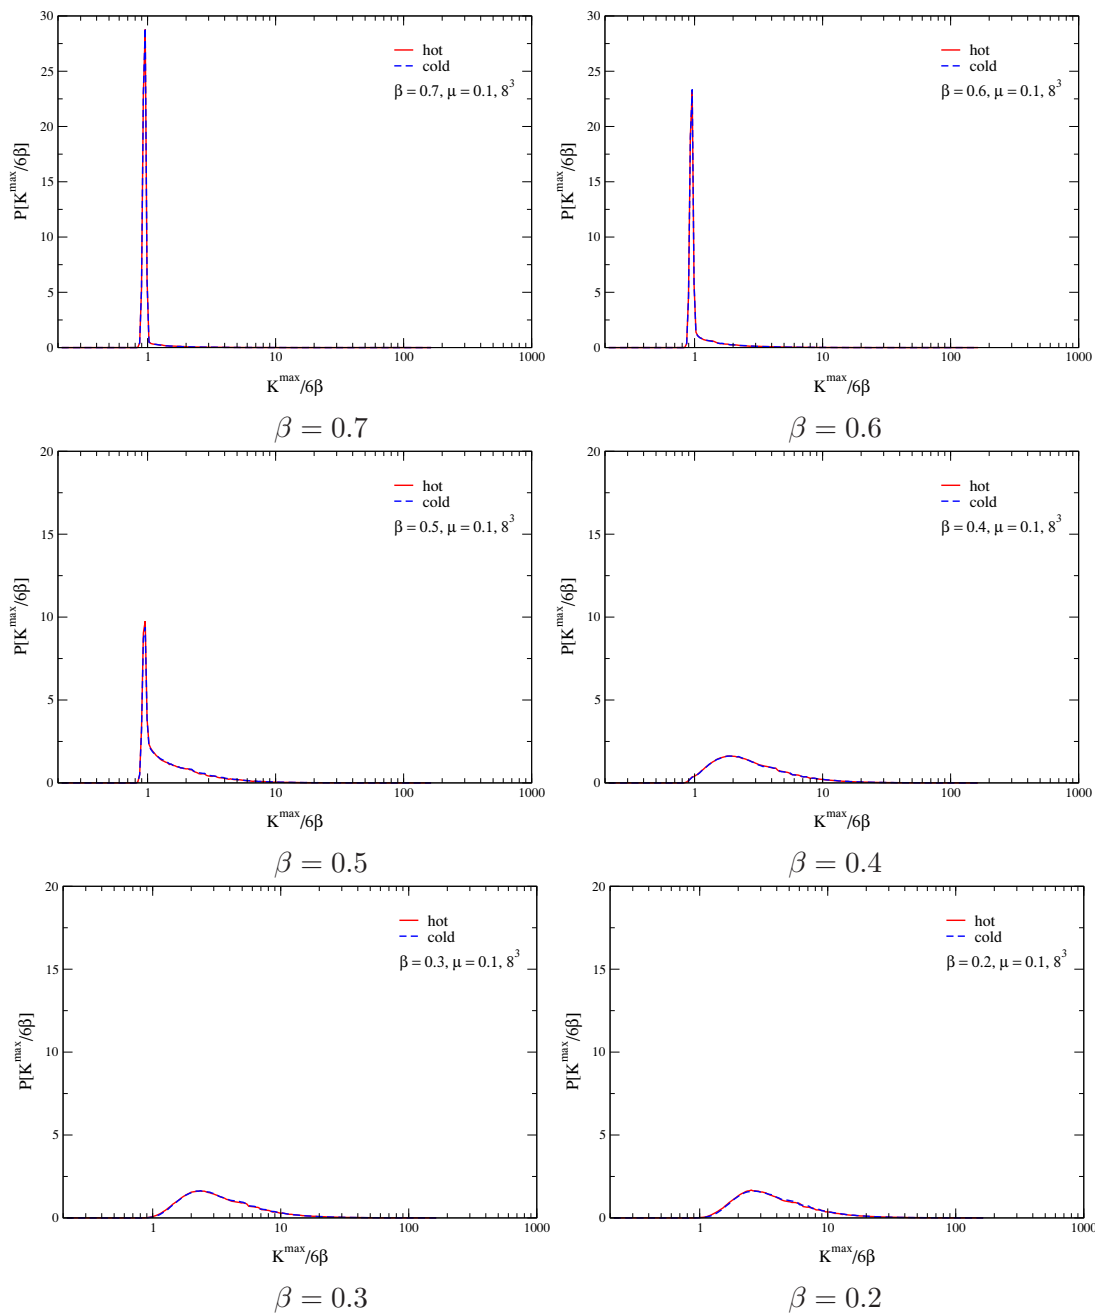 30
25
20
15
10
5
0
P[K^max/6β]
hot
cold
β = 0.7, μ = 0.1, 8^3
1 10 100 1000
K^max/6β
β = 0.7
30
25
20
15
10
5
0
P[K^max/6β]
hot
cold
β = 0.6, μ = 0.1, 8^3
1 10 100 1000
K^max/6β
β = 0.6
20
15
10
5
0
P[K^max/6β]
hot
cold
β = 0.5, μ = 0.1, 8^3
1 10 100 1000
K^max/6β
β = 0.5
20
15
10
5
0
P[K^max/6β]
hot
cold
β = 0.4, μ = 0.1, 8^3
1 10 100 1000
K^max/6β
β = 0.4
20
15
10
5
0
P[K^max/6β]
hot
cold
β = 0.3, μ = 0.1, 8^3
1 10 100 1000
K^max/6β
β = 0.3
20
15
10
5
0
P[K^max/6β]
hot
cold
β = 0.2, μ = 0.1, 8^3
1 10 100 1000
K^max/6β
β = 0.2